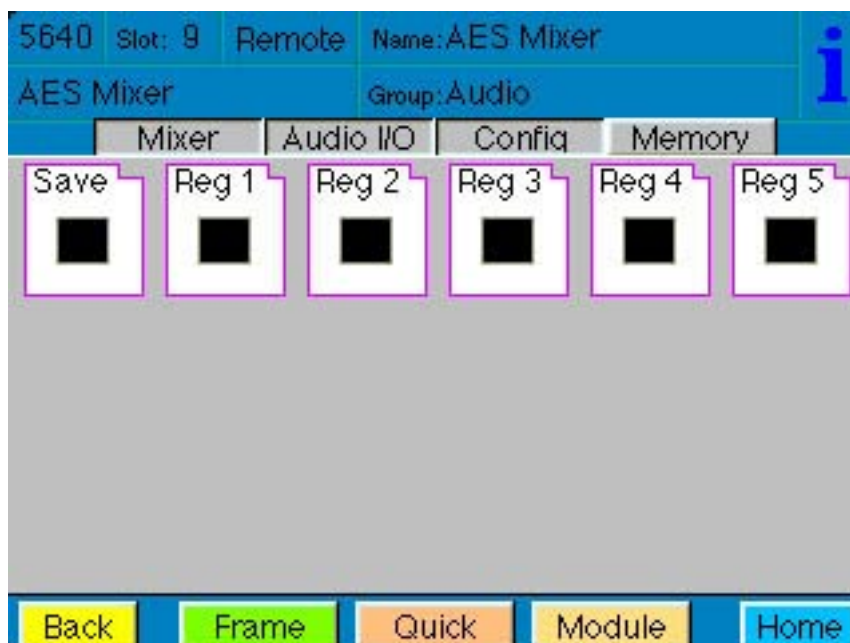 5640 Slot: 9 Remote Name: AES Mixer
AES Mixer Group: Audio
i
Mixer Audio I/O Config Memory
Save Reg 1 Reg 2 Reg 3 Reg 4 Reg 5
Back Frame Quick Module Home